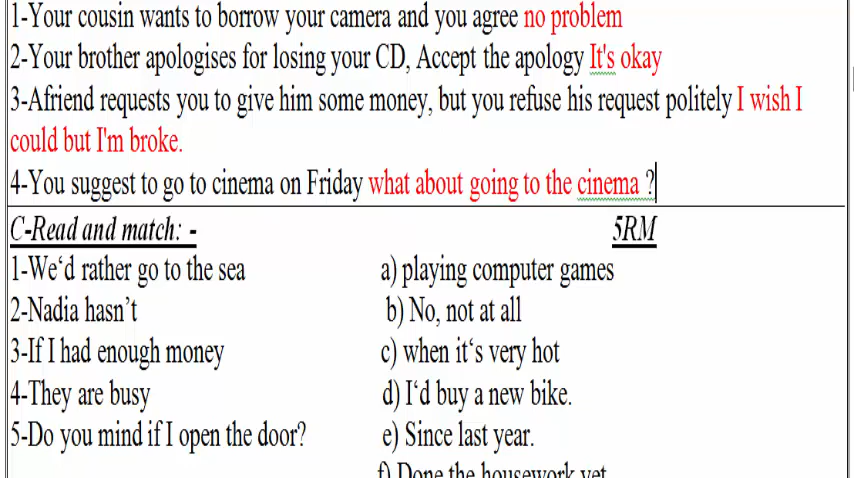 1-Your cousin wants to borrow your camera and you agree no problem
2-Your brother apologises for losing your CD, Accept the apology It's okay
3-Afriend requests you to give him some money, but you refuse his request politely I wish I
could but I'm broke.
4-You suggest to go to cinema on Friday what about going to the cinema ?
C-Read and match: - 5RM
1-We‘d rather go to the sea a) playing computer games
2-Nadia hasn’t b) No, not at all
3-If I had enough money c) when it‘s very hot
4-They are busy d) I‘d buy a new bike.
5-Do you mind if I open the door? e) Since last year.
f) Done the housework yet